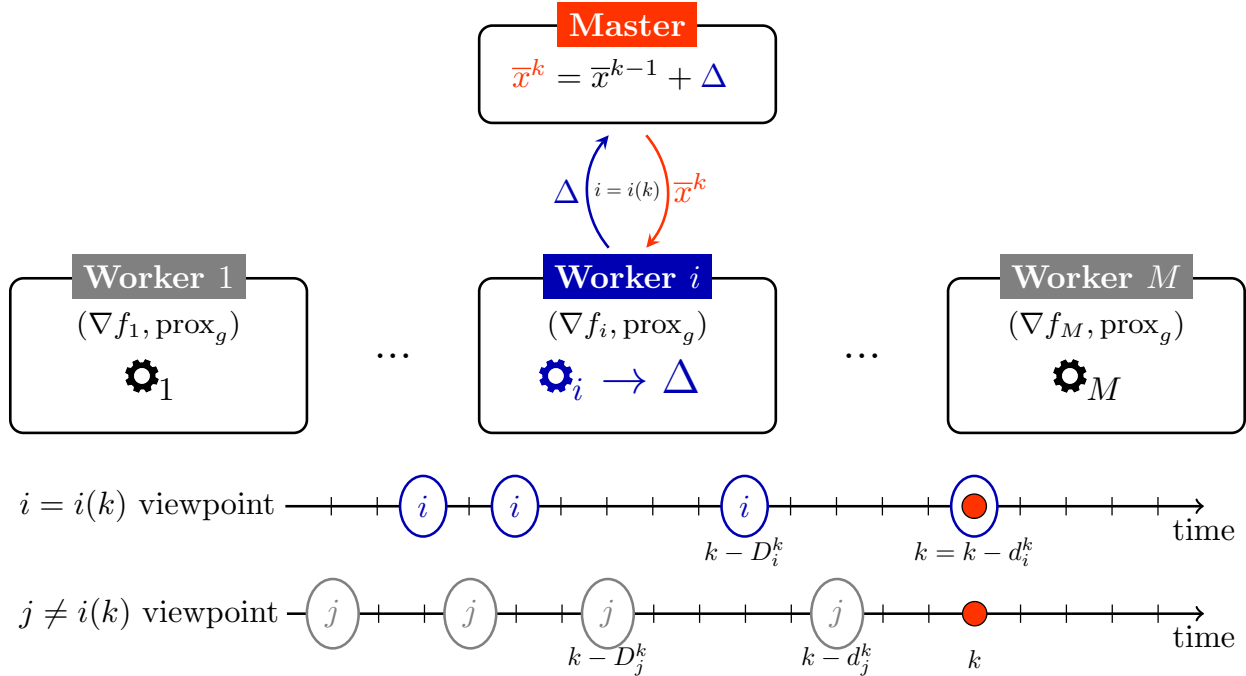 Master
x̅^k = x̅^{k−1} + Δ
Δ i = i(k) x̅^k
Worker 1 Worker i Worker M
(∇f_1, prox_g) (∇f_i, prox_g) (∇f_M, prox_g)
... ...
1 i → Δ M
i = i(k) viewpoint i i i
time
k − D_i^k k = k − d_i^k
j ≠ i(k) viewpoint j j j j
time
k − D_j^k k − d_j^k k